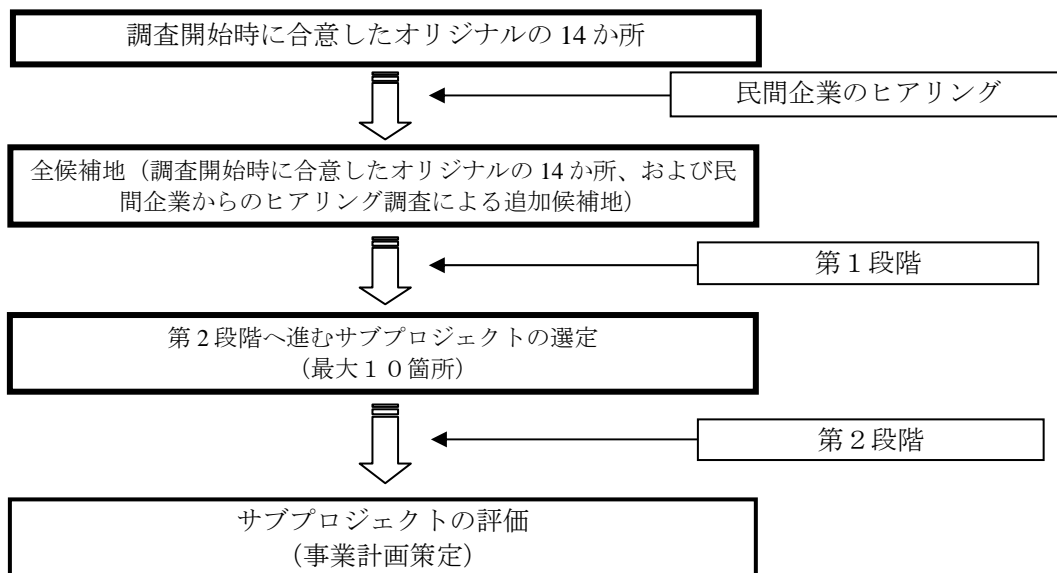 調査開始時に合意したオリジナルの 14 か所
民間企業のヒアリング
全候補地（調査開始時に合意したオリジナルの 14 か所、および民
間企業からのヒアリング調査による追加候補地）
第１段階
第２段階へ進むサブプロジェクトの選定
（最大１０箇所）
第２段階
サブプロジェクトの評価
（事業計画策定）